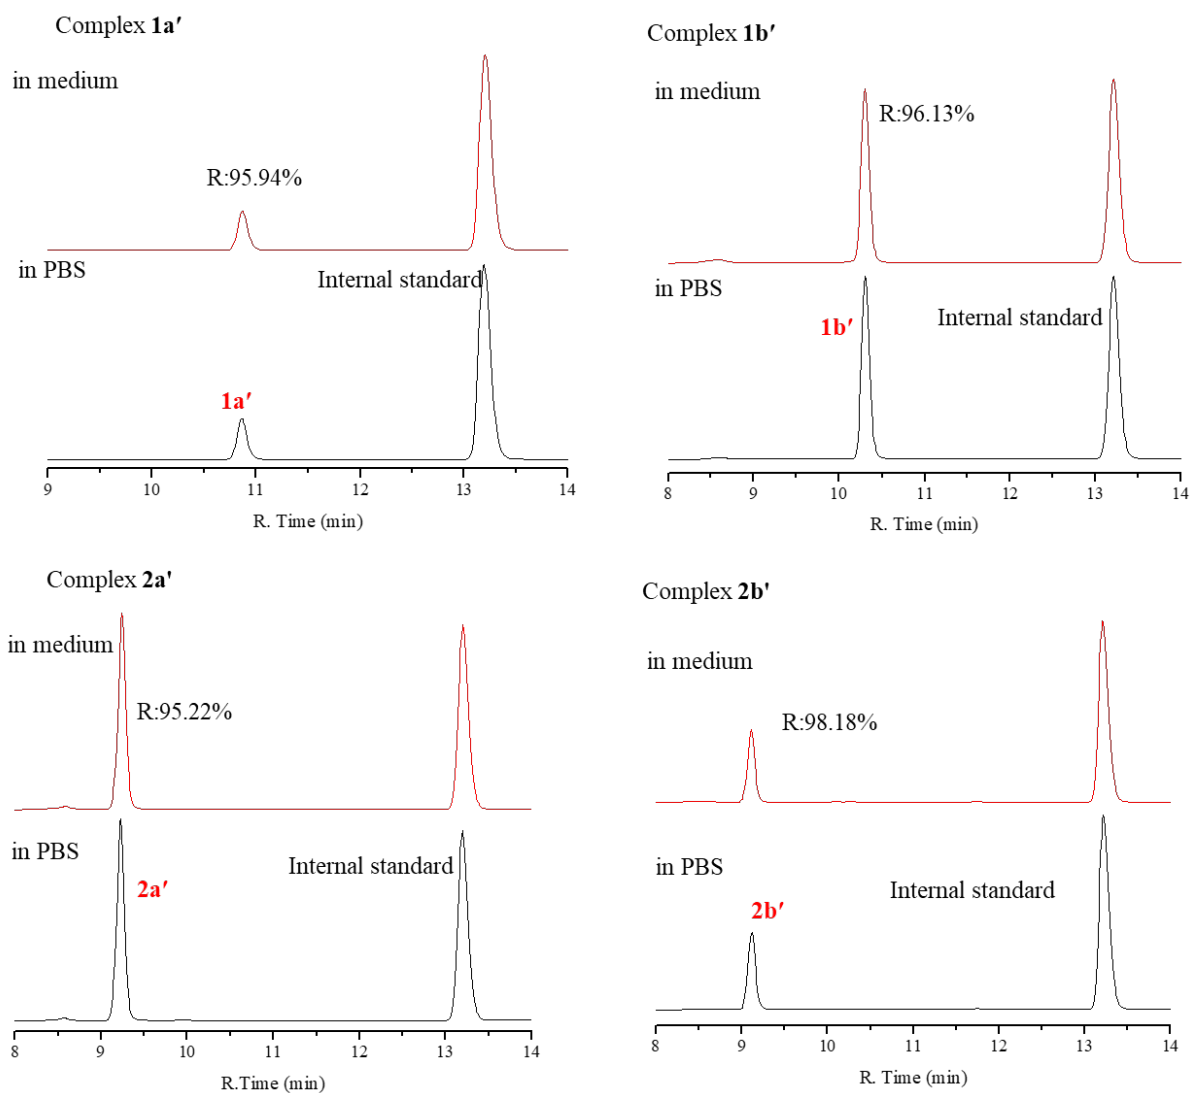 Complex 1a′
in medium
R:95.94%
in PBS
Internal standard
1a′
9 10 11 12 13 14
R. Time (min)
Complex 1b′
in medium
R:96.13%
in PBS
Internal standard
1b′
8 9 10 11 12 13 14
R. Time (min)
Complex 2a'
in medium
R:95.22%
in PBS
Internal standard
2a′
8 9 10 11 12 13 14
R.Time (min)
Complex 2b'
in medium
R:98.18%
in PBS
Internal standard
2b′
8 9 10 11 12 13 14
R. Time (min)